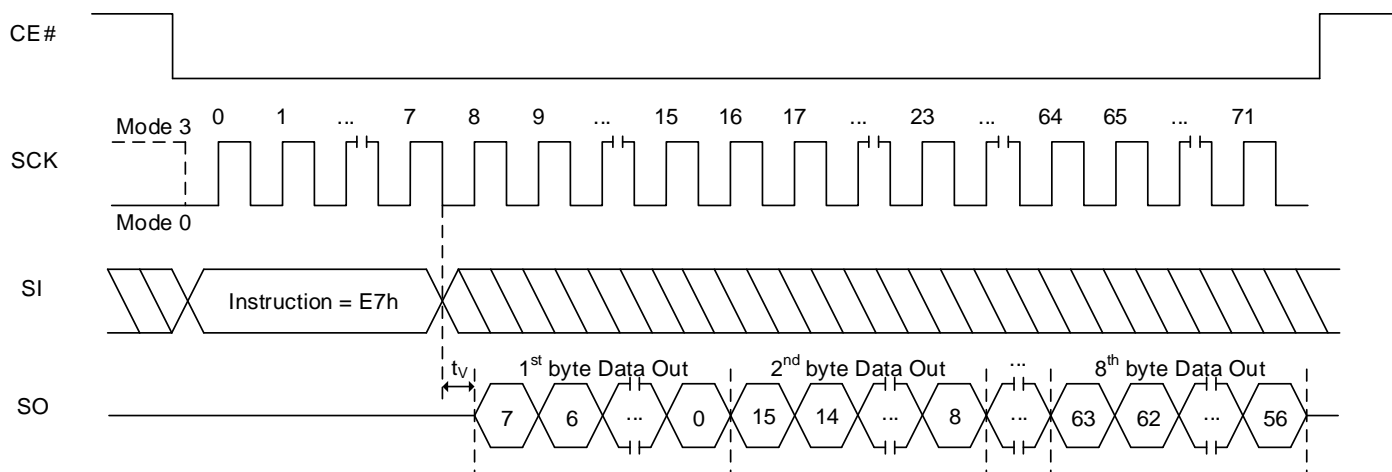 CE#
0 1 ... 7 8 9 ... 15 16 17 ... 23 ... 64 65 ... 71
Mode 3
SCK
Mode 0
SI
Instruction = E7h
tV 1st byte Data Out 2nd byte Data Out ... 8th byte Data Out
SO
7 6 ... 0 15 14 ... 8 ... 63 62 ... 56